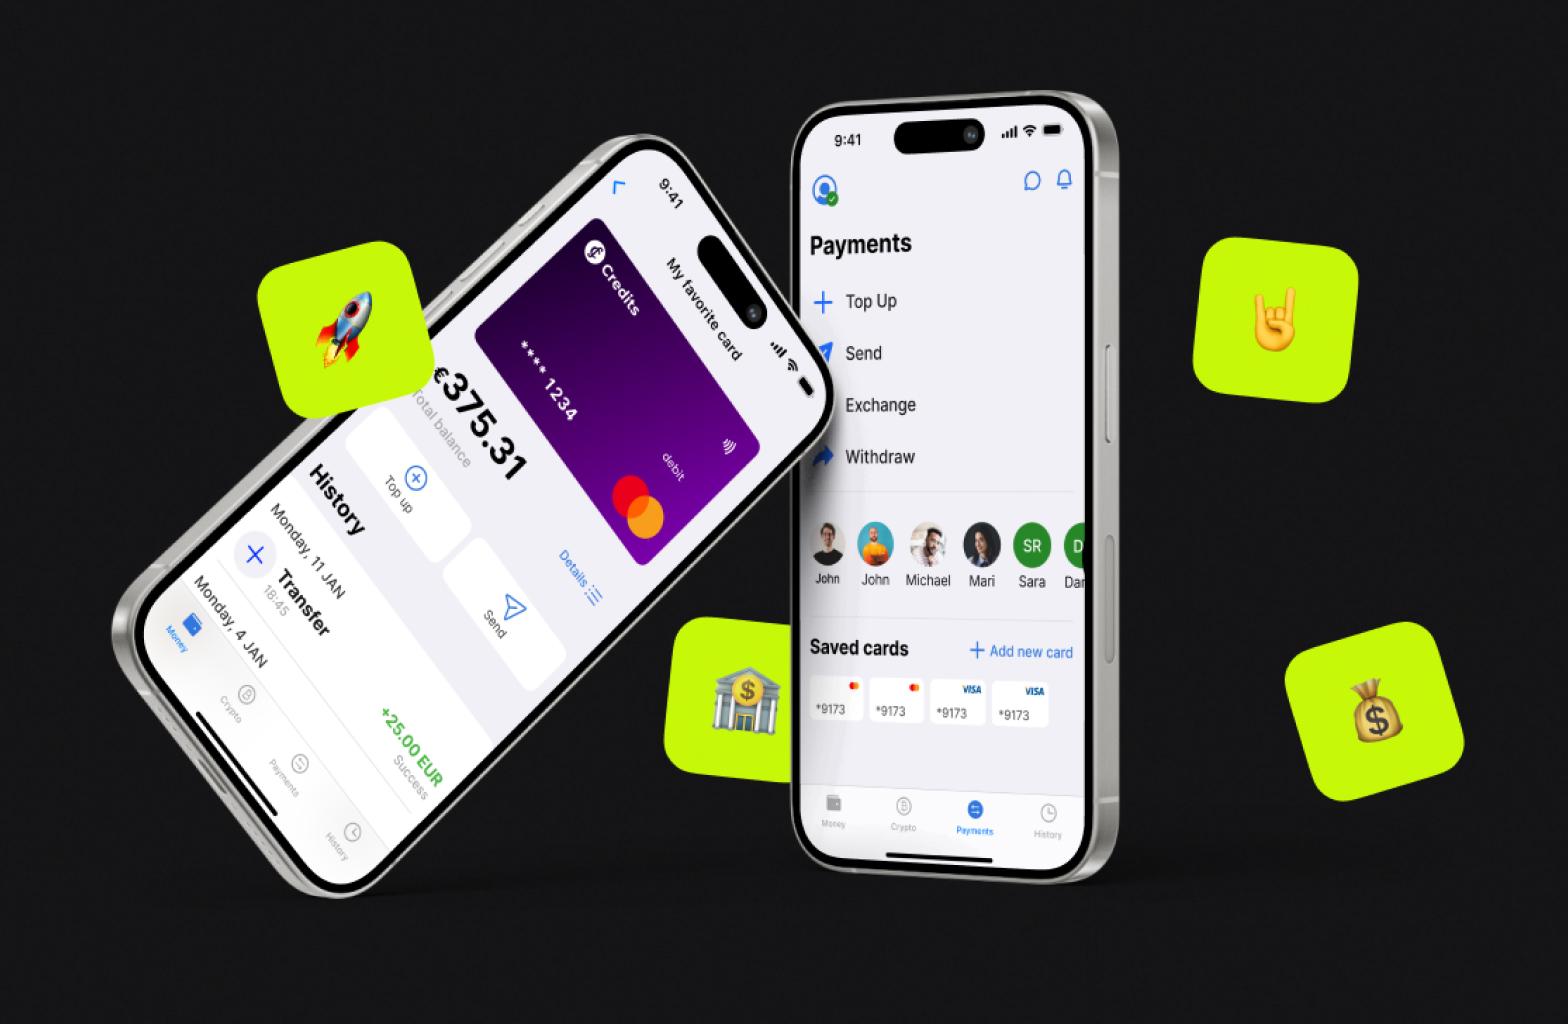 9:41
My favorite card
Credits
**** 1234
debit
€375.31
Total balance
Details
Top up
Send
History
Monday, 11 JAN
Transfer
18:45
+25.00 EUR
Success
Monday, 4 JAN
Money
Crypto
Payments
History
9:41
Payments
Top Up
Send
Exchange
Withdraw
SR
D
John
John
Michael
Mari
Sara
Dar
Saved cards
Add new card
VISA
VISA
*9173
*9173
*9173
*9173
Money
Crypto
Payments
History